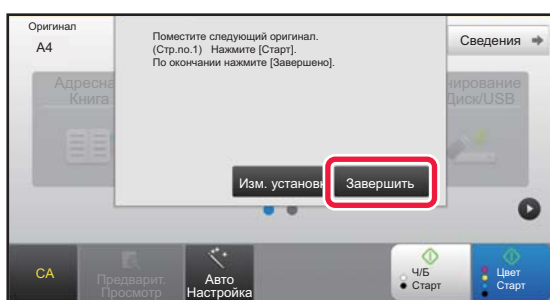 Оригинал
A4
Поместите следующий оригинал.
(Стр.no.1) Нажмите [Старт].
По окончании нажмите [Завершено].
Сведения
Адресна
Книга
нирование
Диск/USB
Изм. установк
Завершить
CA
Предварит.
Просмотр
Авто
Настройка
Ч/Б
Старт
Цвет
Старт